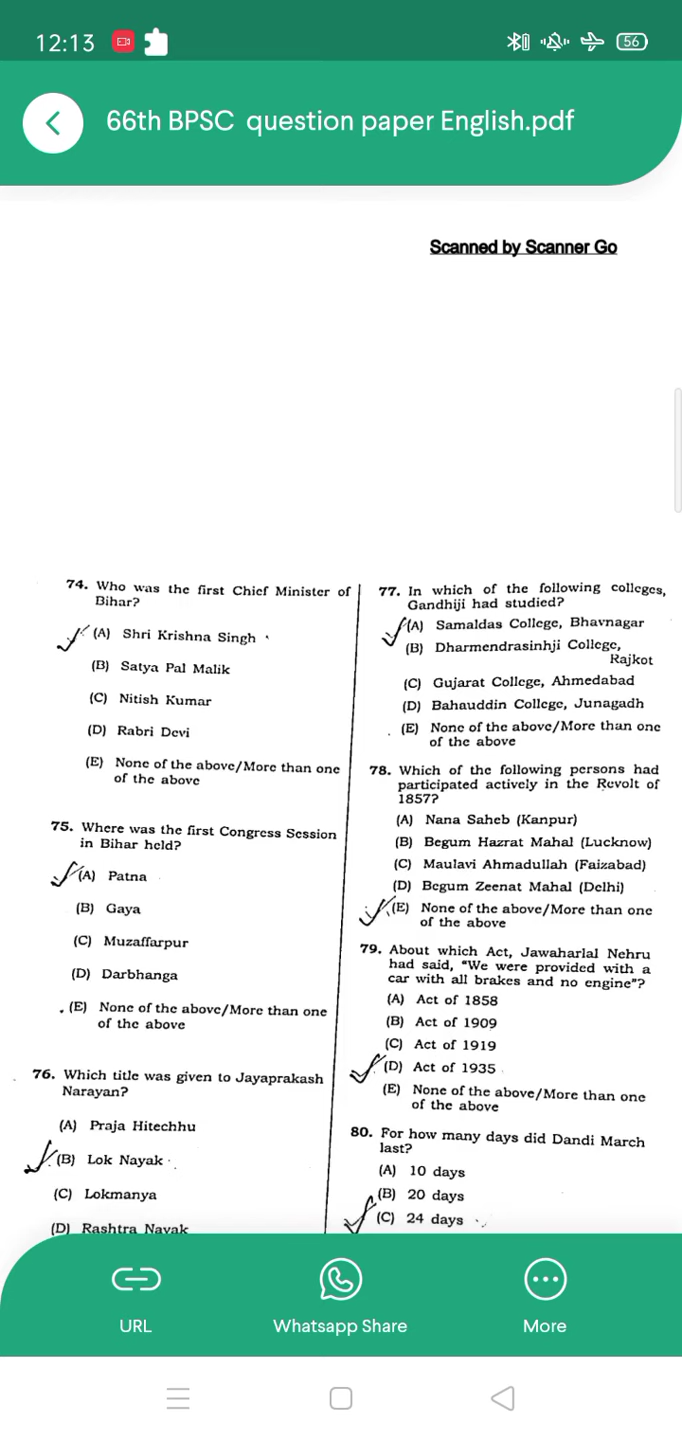 12:13
56
66th BPSC question paper English.pdf
Scanned by Scanner Go
74. Who was the first Chief Minister of
Bihar?
(A) Shri Krishna Singh
(B) Satya Pal Malik
(C) Nitish Kumar
(D) Rabri Devi
(E) None of the above/More than one
of the above
75. Where was the first Congress Session
in Bihar held?
(A) Patna
(B) Gaya
(C) Muzaffarpur
(D) Darbhanga
(E) None of the above/More than one
of the above
76. Which title was given to Jayaprakash
Narayan?
(A) Praja Hitechhu
(B) Lok Nayak
(C) Lokmanya
(D) Rashtra Nayak
77. In which of the following colleges,
Gandhiji had studied?
(A) Samaldas College, Bhavnagar
(B) Dharmendrasinhji College,
Rajkot
(C) Gujarat College, Ahmedabad
(D) Bahauddin College, Junagadh
(E) None of the above/More than one
of the above
78. Which of the following persons had
participated actively in the Revolt of
1857?
(A) Nana Saheb (Kanpur)
(B) Begum Hazrat Mahal (Lucknow)
(C) Maulavi Ahmadullah (Faizabad)
(D) Begum Zeenat Mahal (Delhi)
(E) None of the above/More than one
of the above
79. About which Act, Jawaharlal Nehru
had said, "We were provided with a
car with all brakes and no engine"?
(A) Act of 1858
(B) Act of 1909
(C) Act of 1919
(D) Act of 1935
(E) None of the above/More than one
of the above
80. For how many days did Dandi March
last?
(A) 10 days
(B) 20 days
(C) 24 days
URL
Whatsapp Share
More